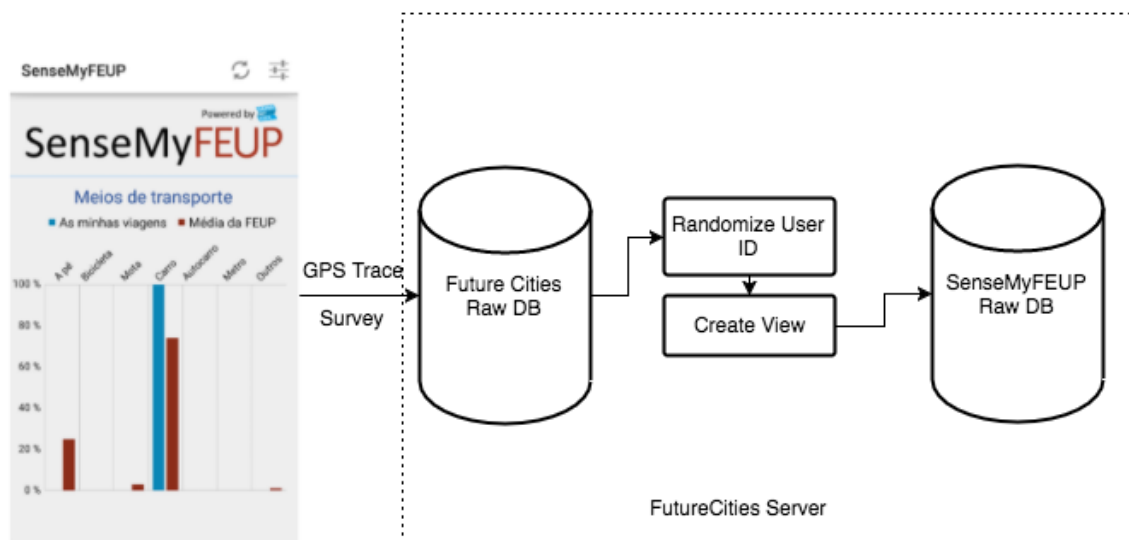 SenseMyFEUP
Powered by
SenseMyFEUP
Meios de transporte
As minhas viagens Média da FEUP
A pé Bicicleta Mota Carro Autocarro Metro Outros
100 %
80 %
60 %
40 %
20 %
0 %
GPS Trace
Survey
Future Cities
Raw DB
Randomize User
ID
Create View
SenseMyFEUP
Raw DB
FutureCities Server